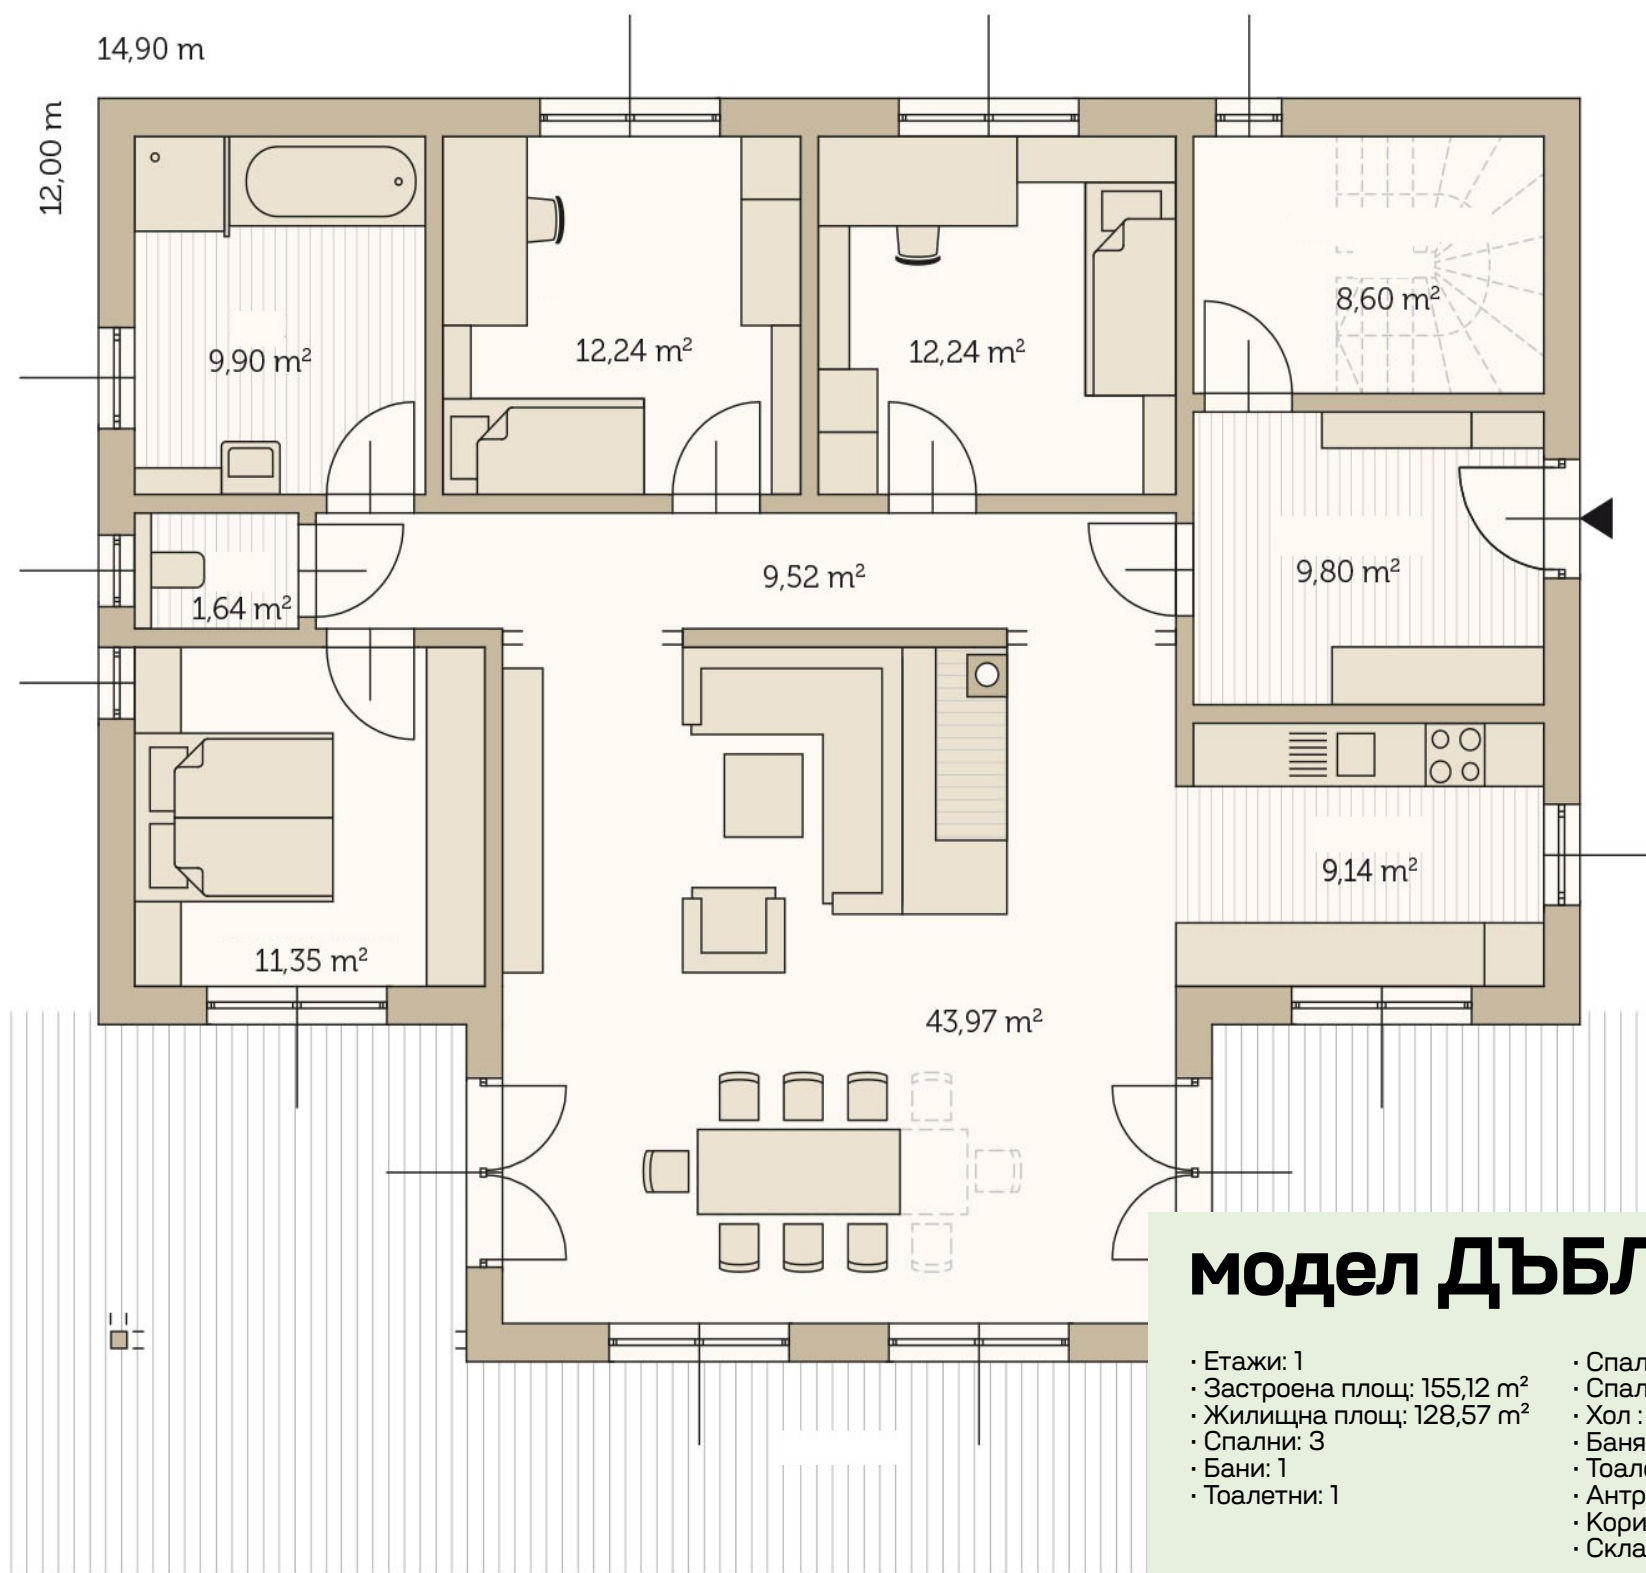 14,90 m
12,00 m
9,90 m²
12,24 m²
12,24 m²
8,60 m²
1,64 m²
9,52 m²
9,80 m²
11,35 m²
9,14 m²
43,97 m²
модел ДЪБЛ
· Етажи: 1
· Застроена площ: 155,12 m²
· Жилищна площ: 128,57 m²
· Спални: 3
· Бани: 1
· Тоалетни: 1
· Спал
· Спал
· Хол :
· Баня
· Тоале
· Антр
· Кори
· Скла